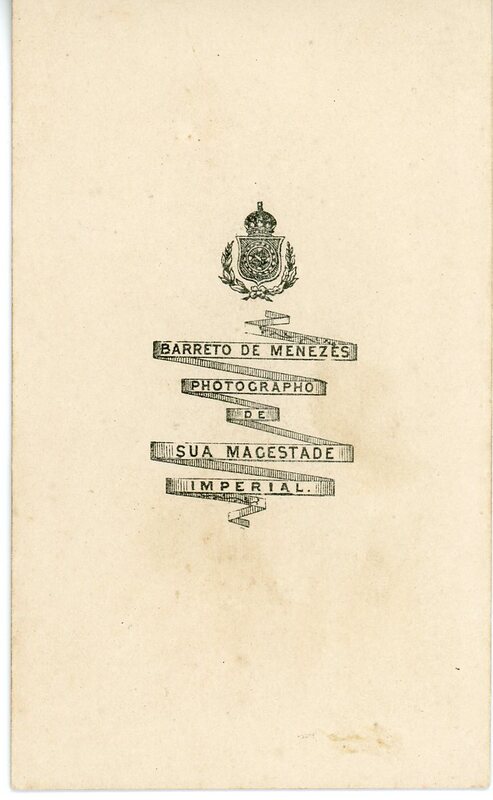 BARRETO DE MENEZES
PHOTOGRAPHO
DE
SUA MAGESTADE
IMPERIAL.